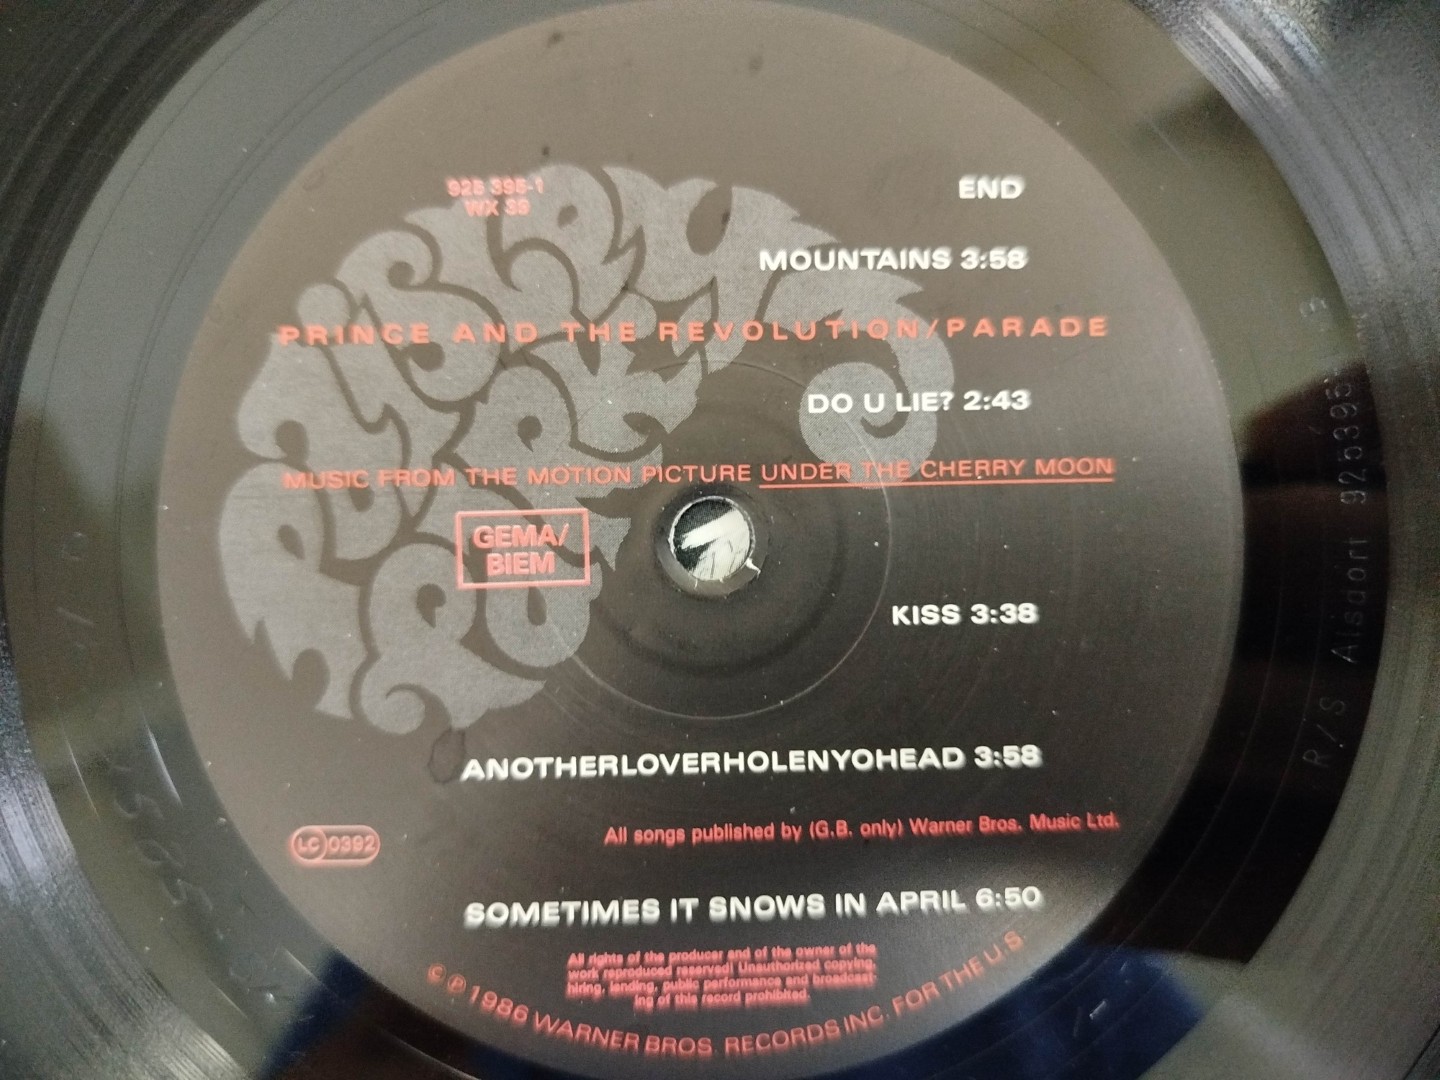 PAISLEY PARK
925 395-1
WX 39
END
MOUNTAINS 3:58
PRINCE AND THE REVOLUTION/PARADE
DO U LIE? 2:43
MUSIC FROM THE MOTION PICTURE UNDER THE CHERRY MOON
GEMA/
BIEM
KISS 3:38
ANOTHERLOVERHOLENYOHEAD 3:58
All songs published by (G.B. only) Warner Bros. Music Ltd.
LC 0392
SOMETIMES IT SNOWS IN APRIL 6:50
All rights of the producer and of the owner of the
work reproduced reserved! Unauthorized copying,
hiring, lending, public performance and broadcast-
ing of this record prohibited.
© ℗ 1986 WARNER BROS. RECORDS INC. FOR THE U.S.
R/S Alsdorf 925395